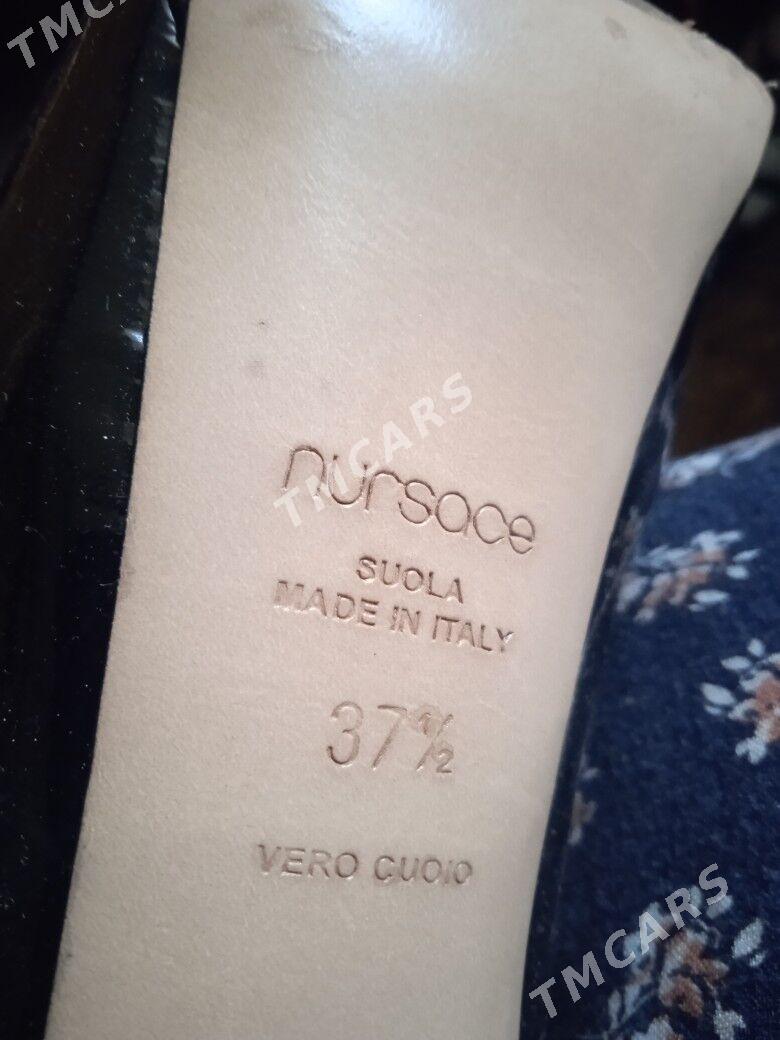 TMCARS
TMCARS
nursace
SUOLA
MADE IN ITALY
37½
VERO CUOIO
TMCARS